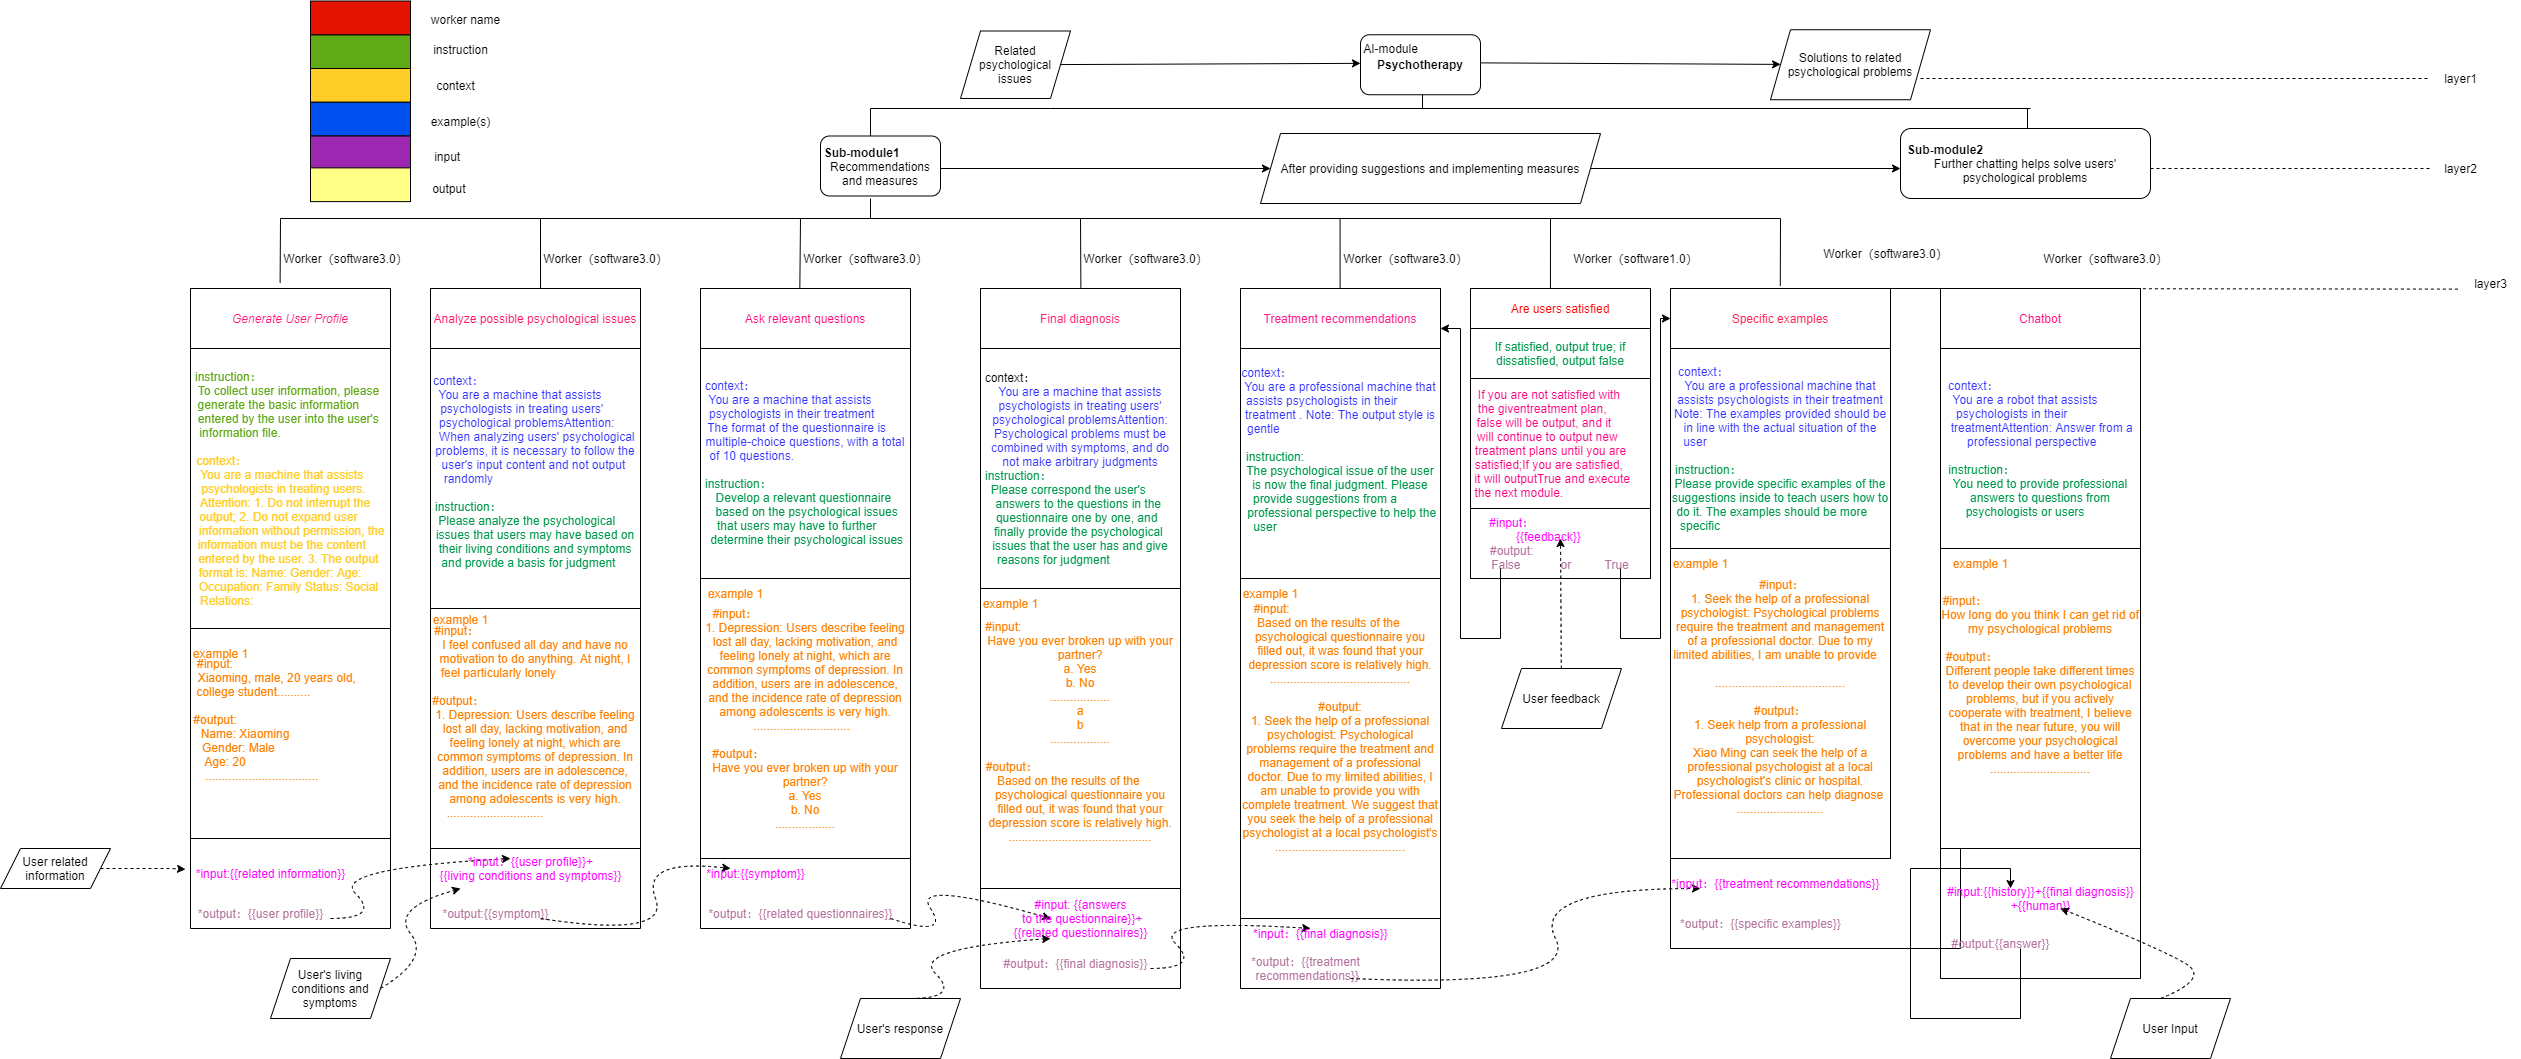 worker name
instruction
context
example(s)
input
output
Related
psychological
issues
AI-module
Psychotherapy
Solutions to related
psychological problems
layer1
Sub-module1
Recommendations
and measures
After providing suggestions and implementing measures
Sub-module2
Further chatting helps solve users'
psychological problems
layer2
Worker（software3.0）
Worker（software3.0）
Worker（software3.0）
Worker（software3.0）
Worker（software3.0）
Worker（software1.0）
Worker（software3.0）
Worker（software3.0）
layer3
Generate User Profile
instruction：
To collect user information, please
generate the basic information
entered by the user into the user's
information file.
context：
You are a machine that assists
psychologists in treating users.
Attention: 1. Do not interrupt the
output; 2. Do not expand user
information without permission, the
information must be the content
entered by the user. 3. The output
format is: Name: Gender: Age:
Occupation: Family Status: Social
Relations:
example 1
#input:
Xiaoming, male, 20 years old,
college student..........
#output:
Name: Xiaoming
Gender: Male
Age: 20
..................................
*input:{{related information}}
*output：{{user profile}}
User related
information
Analyze possible psychological issues
context：
You are a machine that assists
psychologists in treating users'
psychological problemsAttention:
When analyzing users' psychological
problems, it is necessary to follow the
user's input content and not output
randomly
instruction：
Please analyze the psychological
issues that users may have based on
their living conditions and symptoms
and provide a basis for judgment
example 1
#input：
I feel confused all day and have no
motivation to do anything. At night, I
feel particularly lonely
#output：
1. Depression: Users describe feeling
lost all day, lacking motivation, and
feeling lonely at night, which are
common symptoms of depression. In
addition, users are in adolescence,
and the incidence rate of depression
among adolescents is very high.
.............................
*input：{{user profile}}+
{{living conditions and symptoms}}
*output:{{symptom}}
User's living
conditions and
symptoms
Ask relevant questions
context：
You are a machine that assists
psychologists in their treatment
The format of the questionnaire is
multiple-choice questions, with a total
of 10 questions.
instruction：
Develop a relevant questionnaire
based on the psychological issues
that users may have to further
determine their psychological issues
example 1
#input：
1. Depression: Users describe feeling
lost all day, lacking motivation, and
feeling lonely at night, which are
common symptoms of depression. In
addition, users are in adolescence,
and the incidence rate of depression
among adolescents is very high.
.............................
#output：
Have you ever broken up with your
partner?
a. Yes
b. No
..................
*input:{{symptom}}
*output：{{related questionnaires}}
Final diagnosis
context：
You are a machine that assists
psychologists in treating users'
psychological problemsAttention:
Psychological problems must be
combined with symptoms, and do
not make arbitrary judgments
instruction：
Please correspond the user's
answers to the questions in the
questionnaire one by one, and
finally provide the psychological
issues that the user has and give
reasons for judgment
example 1
#input：
Have you ever broken up with your
partner?
a. Yes
b. No
..................
a
b
..................
#output：
Based on the results of the
psychological questionnaire you
filled out, it was found that your
depression score is relatively high.
...........................................
#input: {{answers
to the questionnaire}}+
{{related questionnaires}}
#output：{{final diagnosis}}
User's response
Treatment recommendations
context：
You are a professional machine that
assists psychologists in their
treatment . Note: The output style is
gentle
instruction:
The psychological issue of the user
is now the final judgment. Please
provide suggestions from a
professional perspective to help the
user
example 1
#input:
Based on the results of the
psychological questionnaire you
filled out, it was found that your
depression score is relatively high.
..........................................
#output:
1. Seek the help of a professional
psychologist: Psychological
problems require the treatment and
management of a professional
doctor. Due to my limited abilities, I
am unable to provide you with
complete treatment. We suggest that
you seek the help of a professional
psychologist at a local psychologist's
.......................................
*input：{{final diagnosis}}
*output：{{treatment
recommendations}}
Are users satisfied
If satisfied, output true; if
dissatisfied, output false
If you are not satisfied with
the giventreatment plan,
false will be output, and it
will continue to output new
treatment plans until you are
satisfied;If you are satisfied,
it will outputTrue and execute
the next module.
#input：
{{feedback}}
#output:
False or True
User feedback
Specific examples
context：
You are a professional machine that
assists psychologists in their treatment
Note: The examples provided should be
in line with the actual situation of the
user
instruction：
Please provide specific examples of the
suggestions inside to teach users how to
do it. The examples should be more
specific
example 1
#input：
1. Seek the help of a professional
psychologist: Psychological problems
require the treatment and management
of a professional doctor. Due to my
limited abilities, I am unable to provide
.......................................
#output：
1. Seek help from a professional
psychologist:
Xiao Ming can seek the help of a
professional psychologist at a local
psychologist's clinic or hospital.
Professional doctors can help diagnose
..........................
*input：{{treatment recommendations}}
*output：{{specific examples}}
Chatbot
context：
You are a robot that assists
psychologists in their
treatmentAttention: Answer from a
professional perspective
instruction：
You need to provide professional
answers to questions from
psychologists or users
example 1
#input：
How long do you think I can get rid of
my psychological problems
#output：
Different people take different times
to develop their own psychological
problems, but if you actively
cooperate with treatment, I believe
that in the near future, you will
overcome your psychological
problems and have a better life
..............................
#input:{{history}}+{{final diagnosis}}
+{{human}}
#output:{{answer}}
User Input